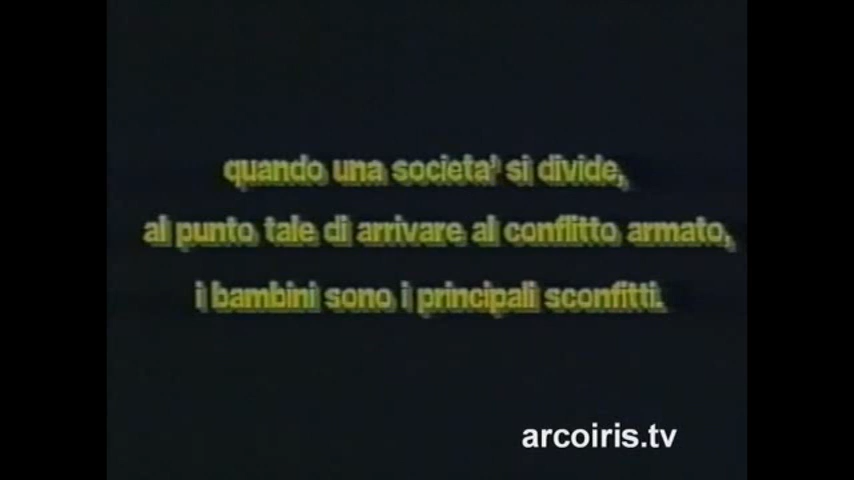 quando una societa' si divide,
al punto tale di arrivare al conflitto armato,
i bambini sono i principali sconfitti.
arcoiris.tv